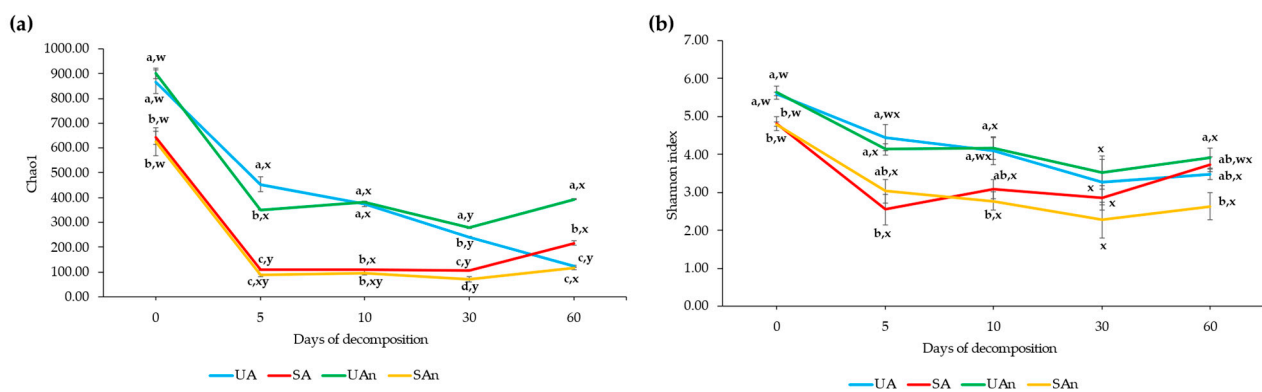 (a)
1000.00
900.00
800.00
700.00
600.00
500.00
400.00
300.00
200.00
100.00
0.00
Chao1
a,w
a,w
b,w
b,w
a,x
b,x
c,y
c,xy
a,x
a,x
b,x
b,xy
a,y
b,y
c,y
d,y
a,x
b,x
c,y
c,x
0 5 10 30 60
Days of decomposition
UA SA UAn SAn
(b)
7.00
6.00
5.00
4.00
3.00
2.00
1.00
0.00
Shannon index
a,w
a,w
b,w
b,w
a,wx
a,x
ab,x
b,x
a,x
a,wx
ab,x
b,x
x
x
x
x
a,x
ab,wx
ab,x
b,x
0 5 10 30 60
Days of decomposition
UA SA UAn SAn